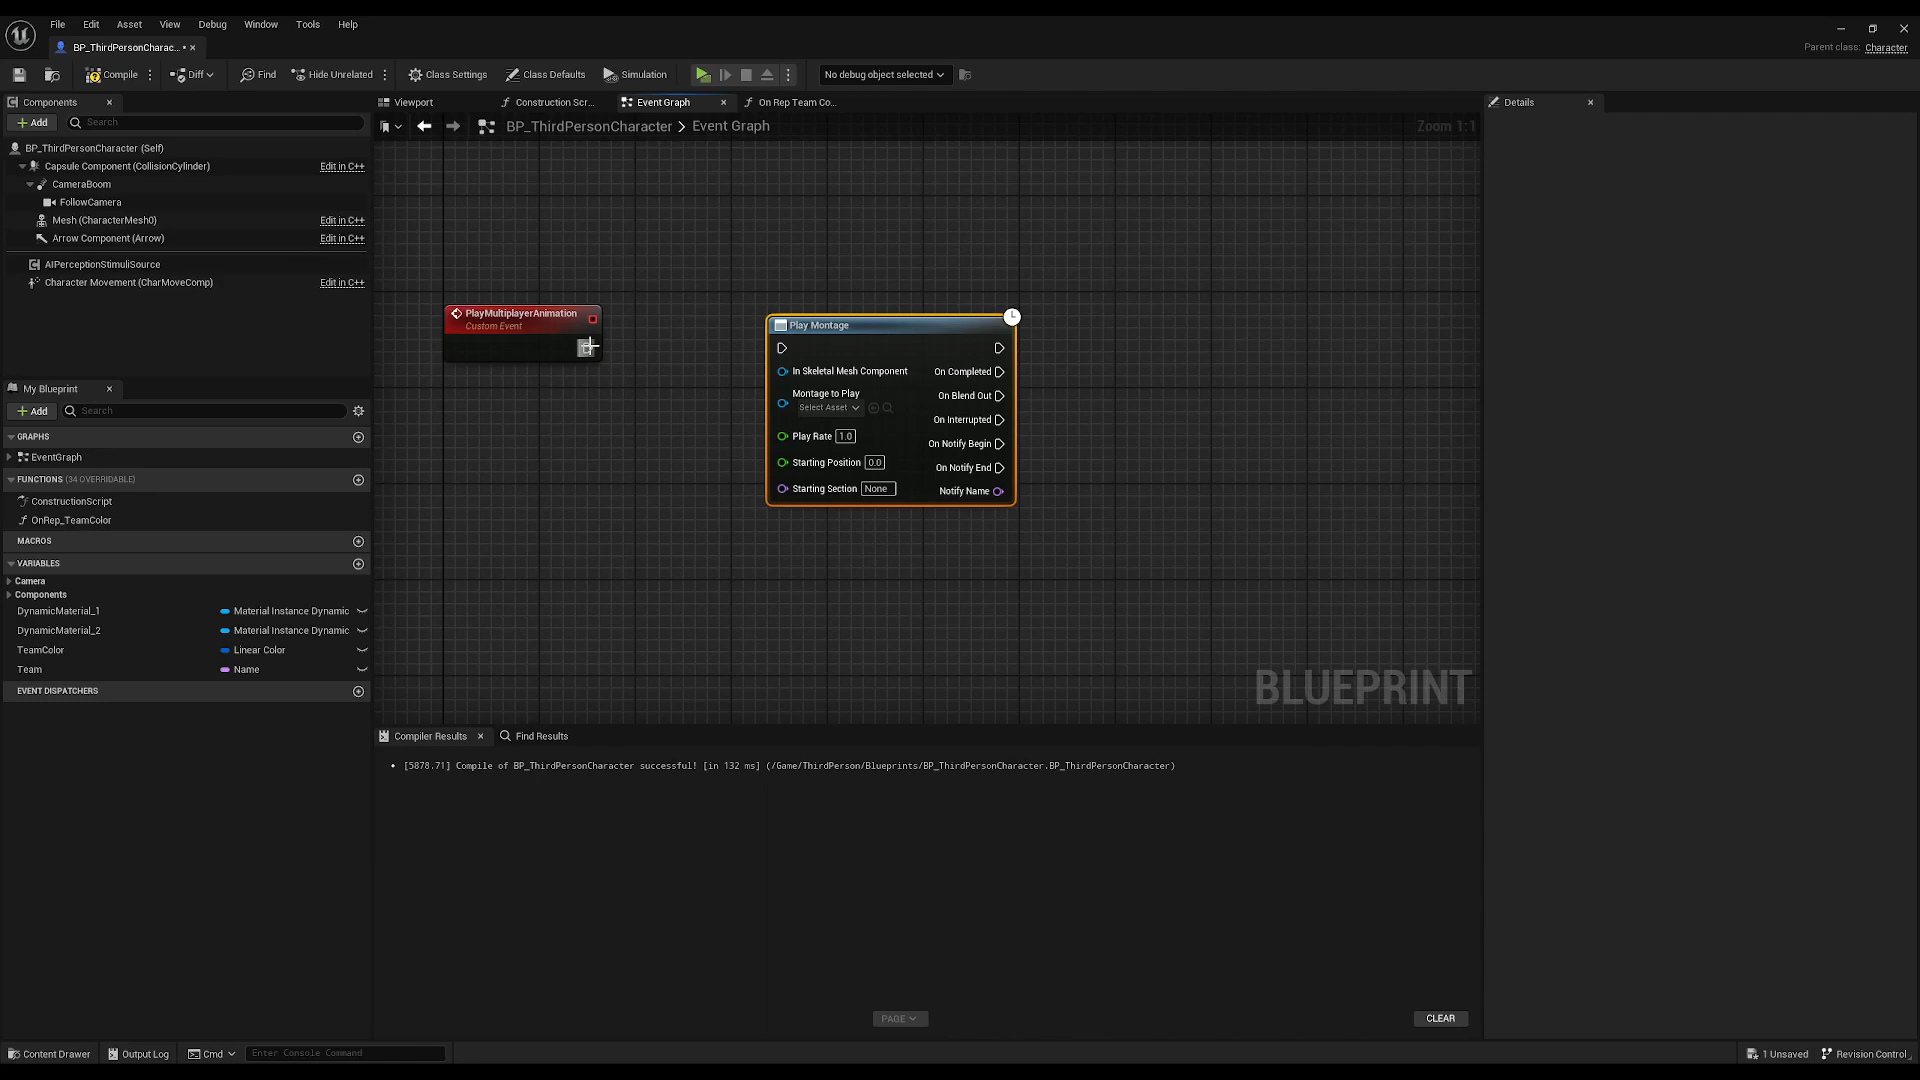 File Edit Asset View Debug Window Tools Help
BP_ThirdPersonCharac...
Parent class: Character
Compile Diff Find Hide Unrelated Class Settings Class Defaults Simulation No debug object selected
Components
Viewport Construction Scr... Event Graph On Rep Team Co...
Details
Add Search
BP_ThirdPersonCharacter > Event Graph
Zoom 1:1
BP_ThirdPersonCharacter (Self)
Capsule Component (CollisionCylinder) Edit in C++
CameraBoom
FollowCamera
Mesh (CharacterMesh0) Edit in C++
Arrow Component (Arrow) Edit in C++
AIPerceptionStimuliSource
Character Movement (CharMoveComp) Edit in C++
PlayMultiplayerAnimation
Custom Event
Play Montage
In Skeletal Mesh Component On Completed
Montage to Play
Select Asset
On Blend Out
On Interrupted
Play Rate 1.0
On Notify Begin
Starting Position 0.0
On Notify End
Starting Section None
Notify Name
My Blueprint
Add Search
GRAPHS
EventGraph
FUNCTIONS (34 OVERRIDABLE)
ConstructionScript
OnRep_TeamColor
MACROS
VARIABLES
Camera
Components
DynamicMaterial_1 Material Instance Dynamic
DynamicMaterial_2 Material Instance Dynamic
TeamColor Linear Color
Team Name
EVENT DISPATCHERS
BLUEPRINT
Compiler Results Find Results
[5878.71] Compile of BP_ThirdPersonCharacter successful! [in 132 ms] (/Game/ThirdPerson/Blueprints/BP_ThirdPersonCharacter.BP_ThirdPersonCharacter)
PAGE
CLEAR
Content Drawer Output Log Cmd Enter Console Command
1 Unsaved Revision Control